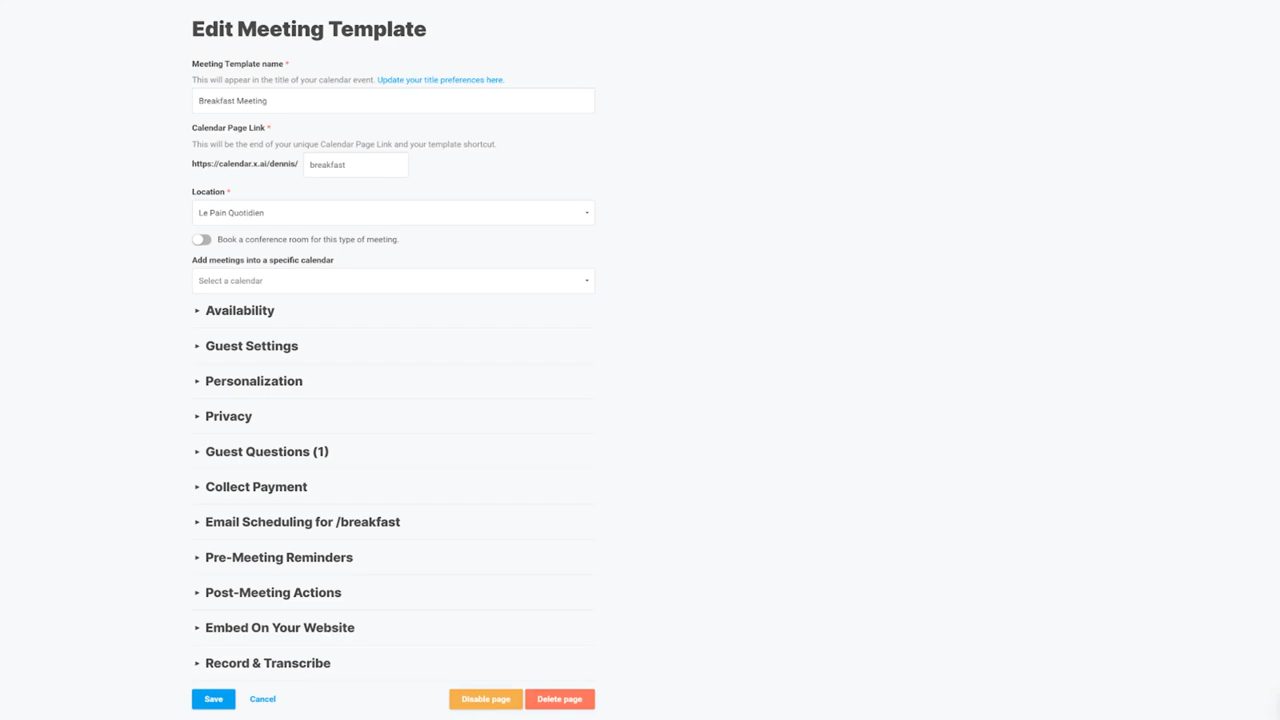 Edit Meeting Template
Meeting Template name *
This will appear in the title of your calendar event. Update your title preferences here.
Breakfast Meeting
Calendar Page Link *
This will be the end of your unique Calendar Page Link and your template shortcut.
https://calendar.x.ai/dennis/ breakfast
Location *
Le Pain Quotidien
Book a conference room for this type of meeting.
Add meetings into a specific calendar
Select a calendar
Availability
Guest Settings
Personalization
Privacy
Guest Questions (1)
Collect Payment
Email Scheduling for /breakfast
Pre-Meeting Reminders
Post-Meeting Actions
Embed On Your Website
Record & Transcribe
Save Cancel Disable page Delete page